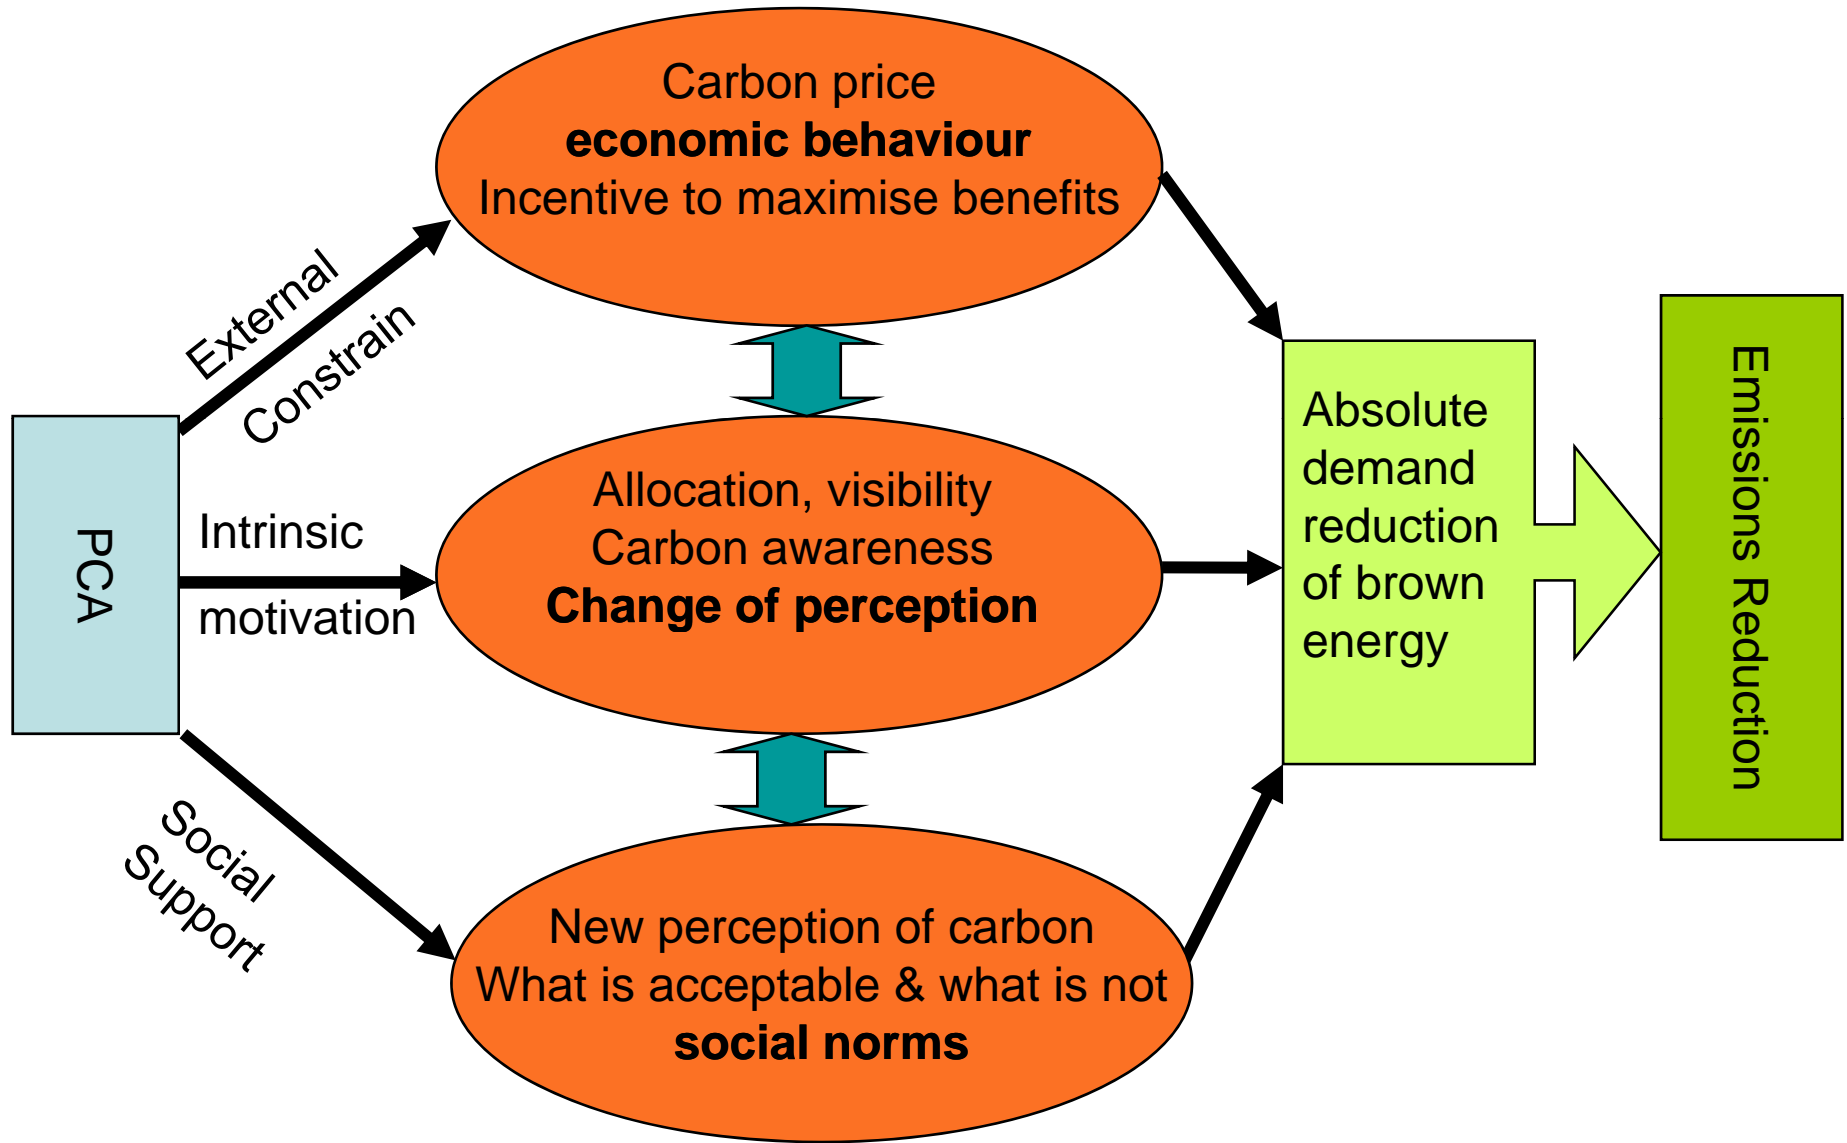 PCA
External
Constrain
Intrinsic
motivation
Social
Support
Carbon price
economic behaviour
Incentive to maximise benefits
Allocation, visibility
Carbon awareness
Change of perception
New perception of carbon
What is acceptable & what is not
social norms
Absolute
demand
reduction
of brown
energy
Emissions Reduction